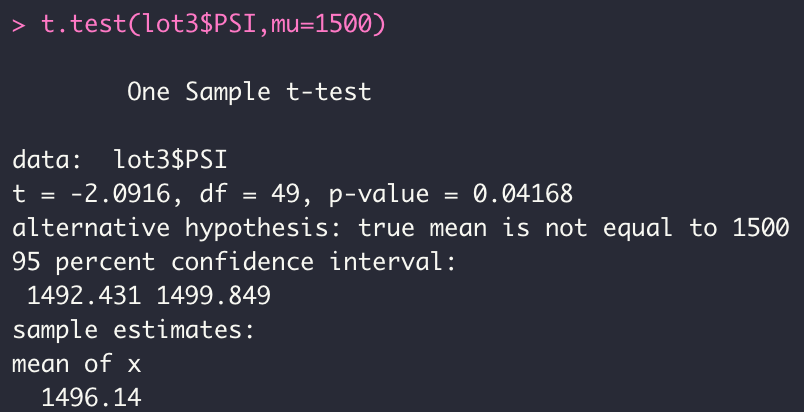 > t.test(lot3$PSI,mu=1500)
One Sample t-test
data:  lot3$PSI
t = -2.0916, df = 49, p-value = 0.04168
alternative hypothesis: true mean is not equal to 1500
95 percent confidence interval:
1492.431 1499.849
sample estimates:
mean of x
1496.14